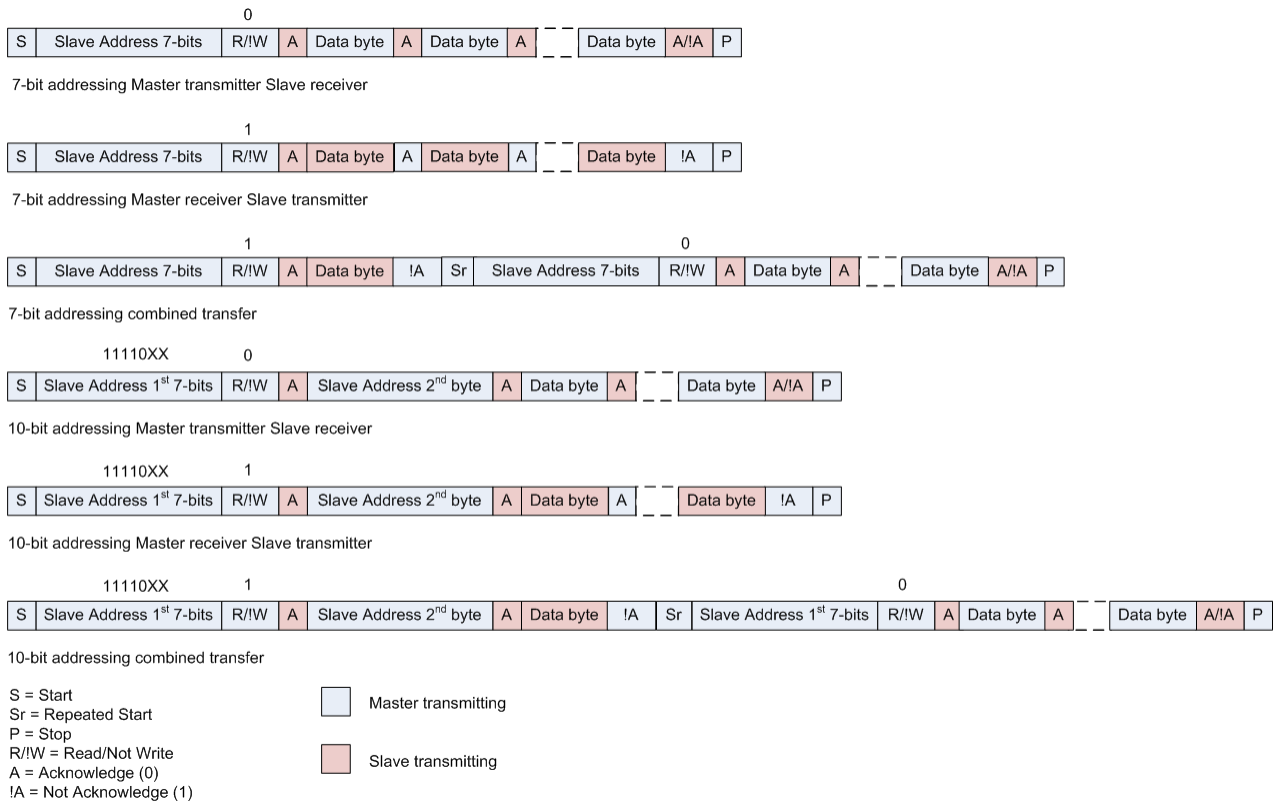 0
S Slave Address 7-bits R/!W A Data byte A Data byte A Data byte A/!A P
7-bit addressing Master transmitter Slave receiver
1
S Slave Address 7-bits R/!W A Data byte A Data byte A Data byte !A P
7-bit addressing Master receiver Slave transmitter
1 0
S Slave Address 7-bits R/!W A Data byte !A Sr Slave Address 7-bits R/!W A Data byte A Data byte A/!A P
7-bit addressing combined transfer
11110XX 0
S Slave Address 1st 7-bits R/!W A Slave Address 2nd byte A Data byte A Data byte A/!A P
10-bit addressing Master transmitter Slave receiver
11110XX 1
S Slave Address 1st 7-bits R/!W A Slave Address 2nd byte A Data byte A Data byte !A P
10-bit addressing Master receiver Slave transmitter
11110XX 1 0
S Slave Address 1st 7-bits R/!W A Slave Address 2nd byte A Data byte !A Sr Slave Address 1st 7-bits R/!W A Data byte A Data byte A/!A P
10-bit addressing combined transfer
S = Start
Sr = Repeated Start
P = Stop
R/!W = Read/Not Write
A = Acknowledge (0)
!A = Not Acknowledge (1)
Master transmitting
Slave transmitting